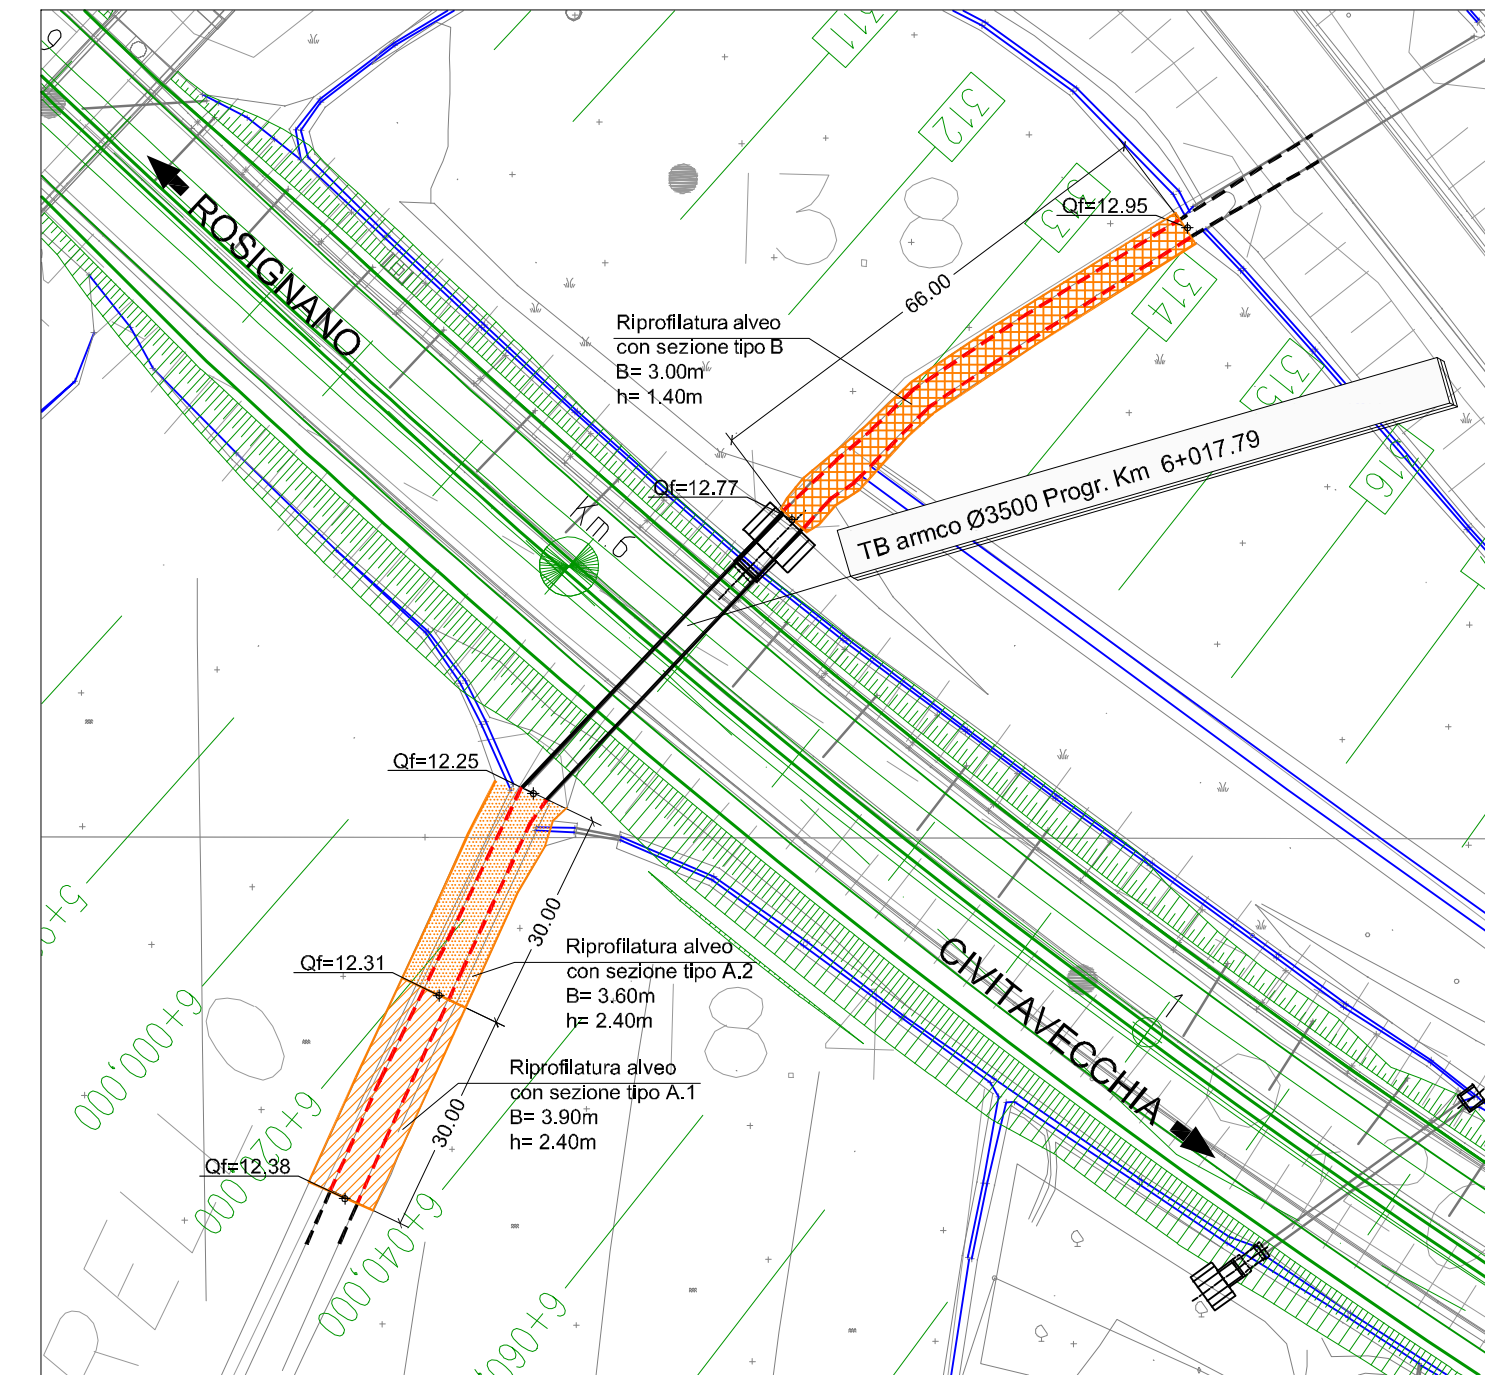 311
312
313
314
315
316
138
ROSIGNANO
Qf=12.95
66.00
Riprofilatura alveo
con sezione tipo B
B= 3.00m
h= 1.40m
Qf=12.77
TB armco Ø3500 Progr. Km 6+017.79
Km.6
Qf=12.25
30.00
Qf=12.31
Riprofilatura alveo
con sezione tipo A.2
B= 3.60m
h= 2.40m
CIVITAVECCHIA
1
Riprofilatura alveo
con sezione tipo A.1
B= 3.90m
h= 2.40m
30.00
Qf=12.38
6+000,000
6+020,000
6+040,000